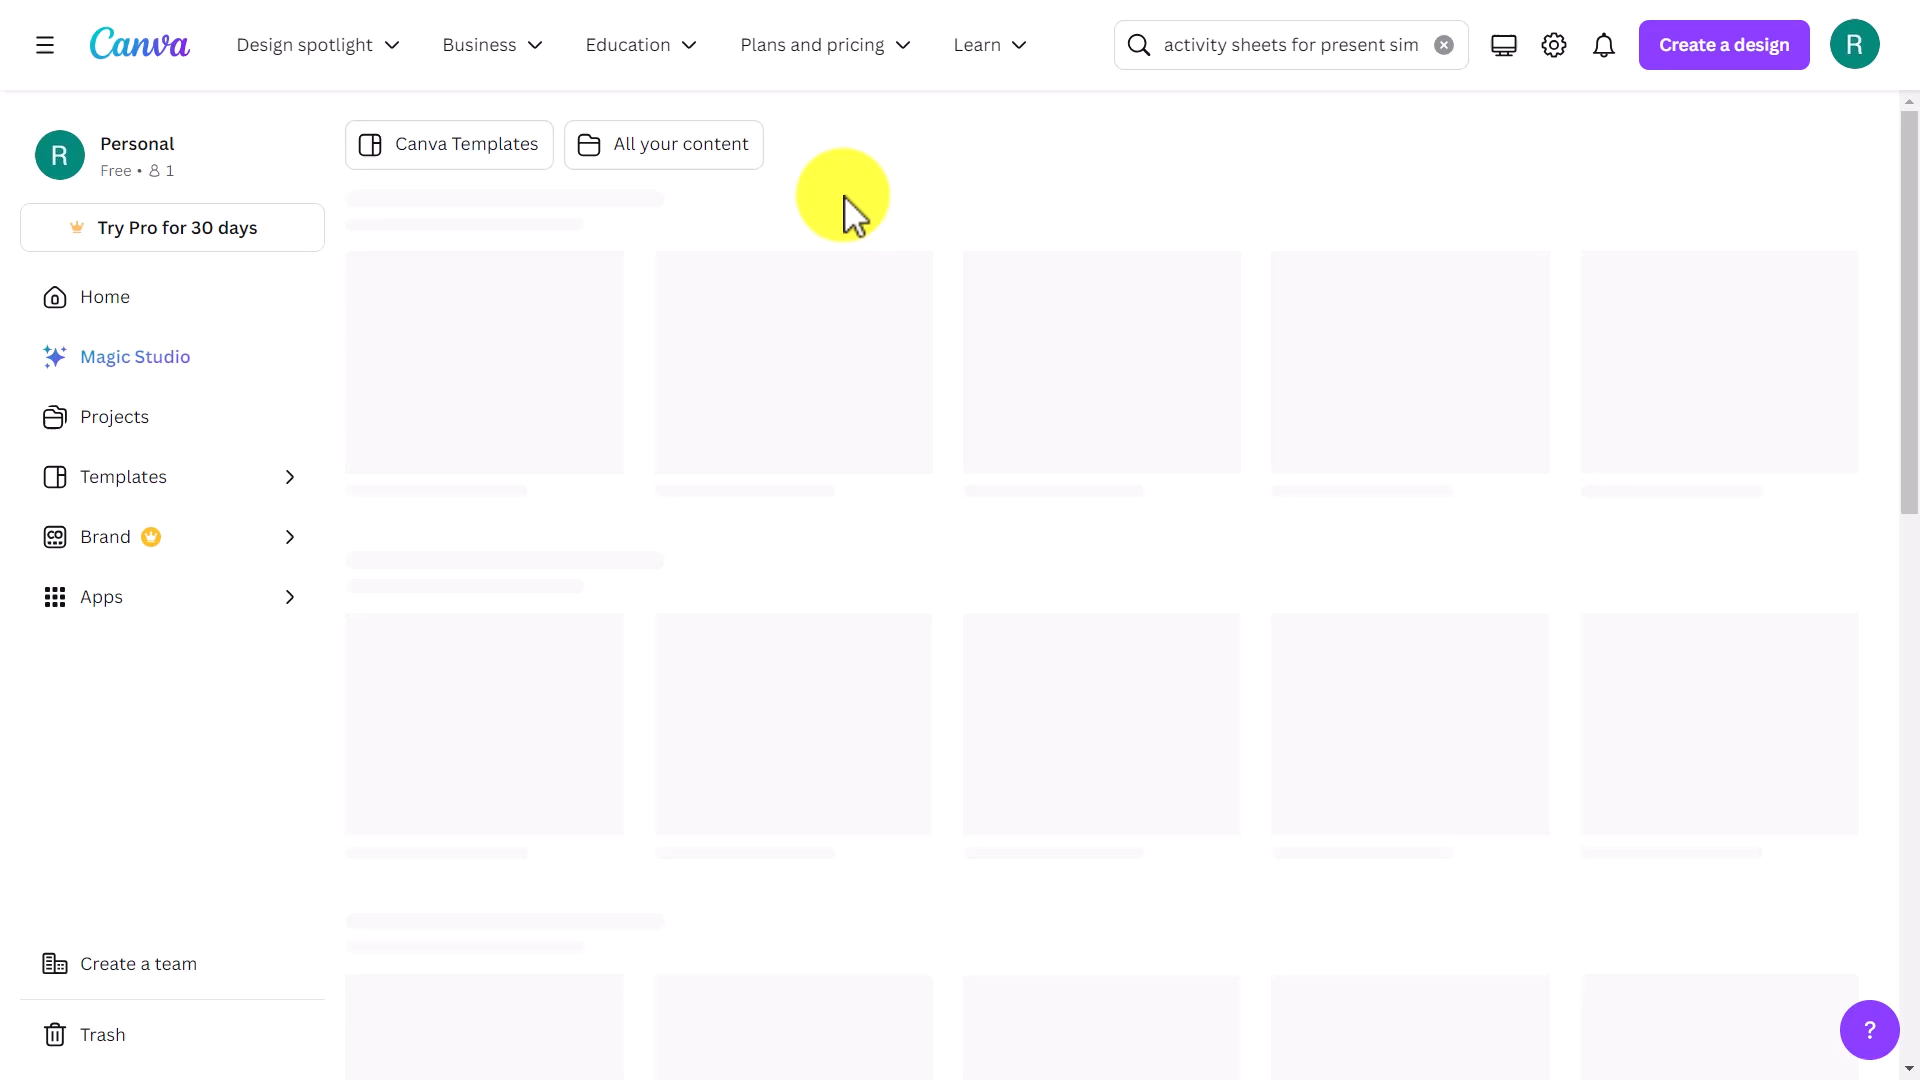 Canva
Design spotlight
Business
Education
Plans and pricing
Learn
activity sheets for present sim
Create a design
R
R
Personal
Free • 1
Try Pro for 30 days
Home
Magic Studio
Projects
Templates
Brand
Apps
Create a team
Trash
Canva Templates
All your content
?